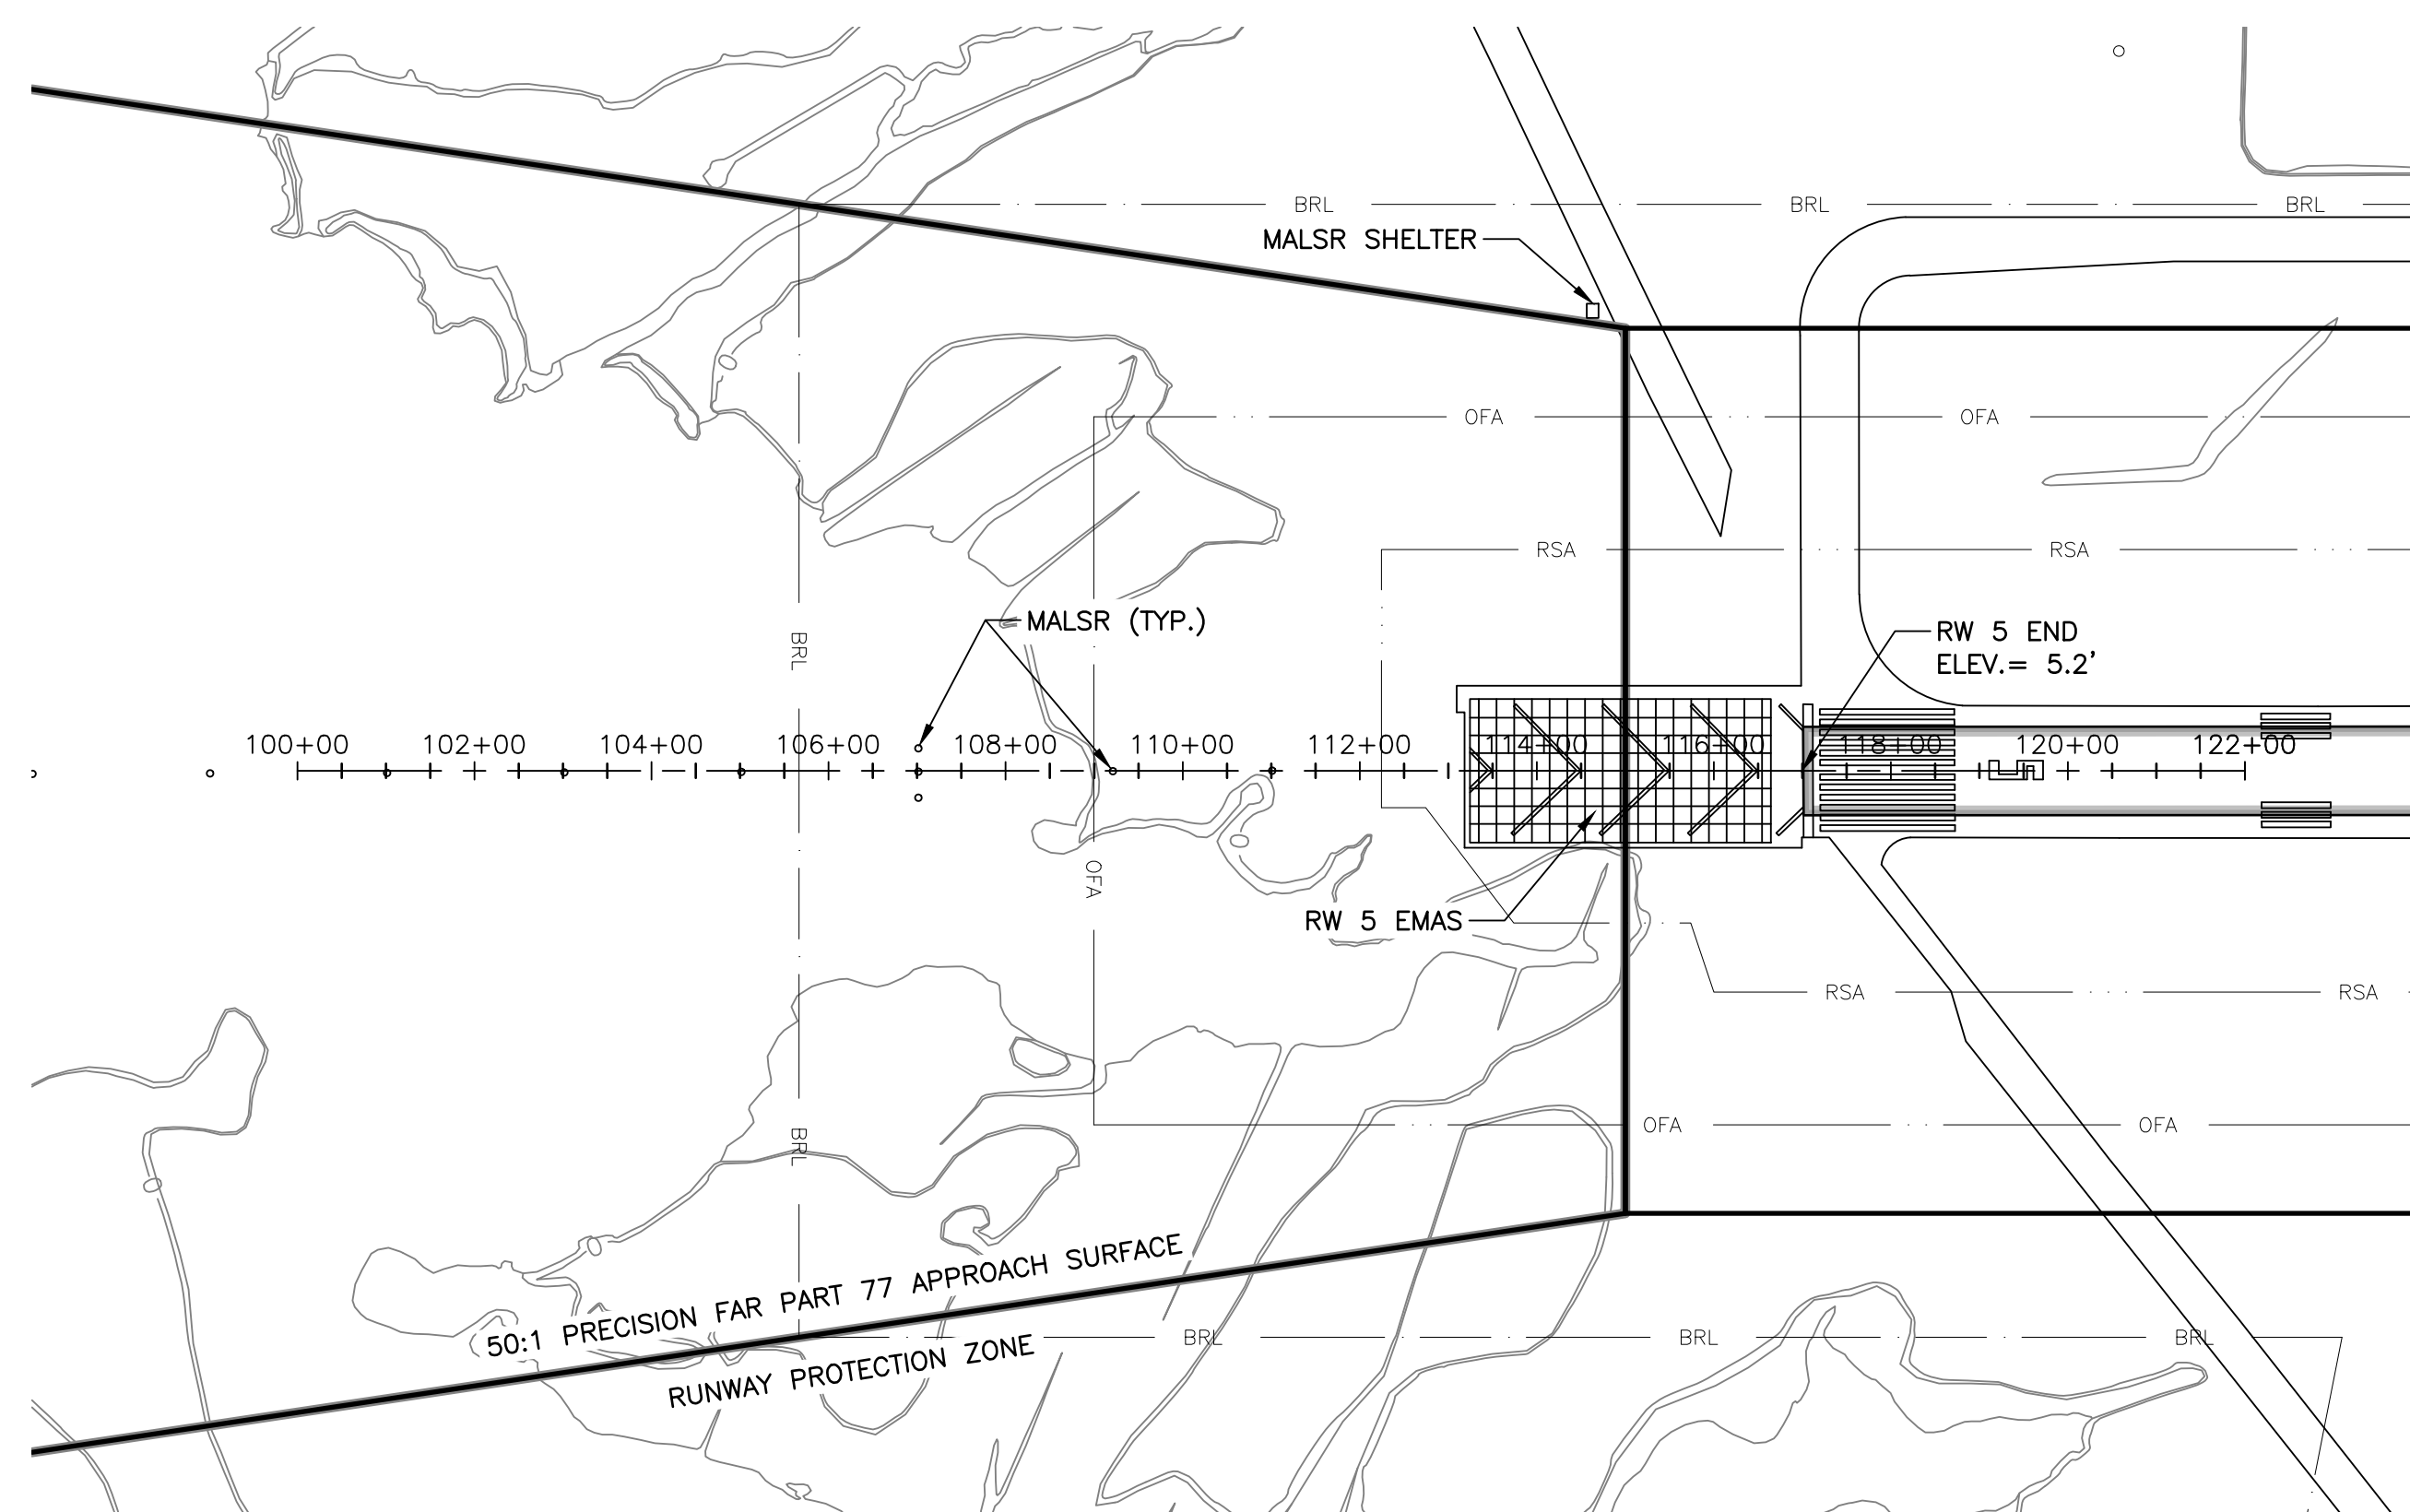 BRL BRL BRL
MALSR SHELTER
OFA OFA
RSA RSA
MALSR (TYP.)
RW 5 END
ELEV.= 5.2'
BRL
100+00 102+00 104+00 106+00 108+00 110+00 112+00 114+00 116+00 118+00 120+00 122+00
OFA
RW 5 EMAS
RSA RSA
OFA OFA
BRL
50:1 PRECISION FAR PART 77 APPROACH SURFACE
RUNWAY PROTECTION ZONE
BRL BRL BRL